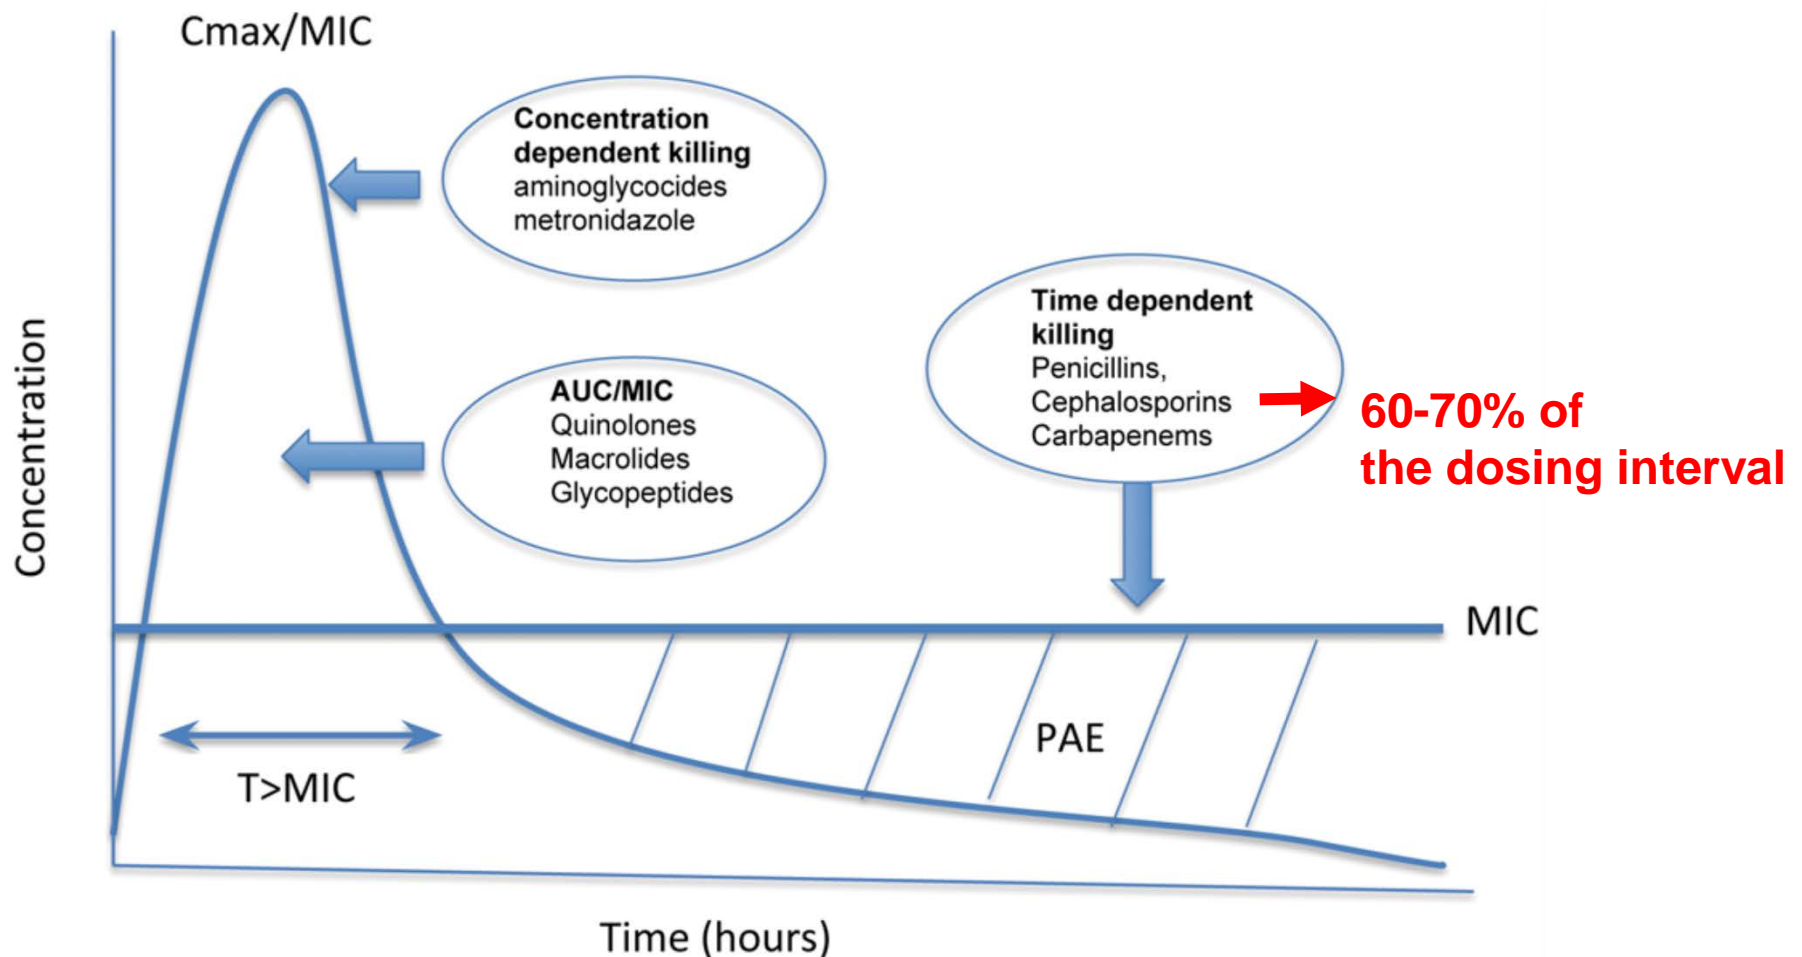 Cmax/MIC
Concentration
dependent killing
aminoglycocides
metronidazole
AUC/MIC
Quinolones
Macrolides
Glycopeptides
Time dependent
killing
Penicillins,
Cephalosporins
Carbapenems
60-70% of
the dosing interval
MIC
PAE
T>MIC
Concentration
Time (hours)